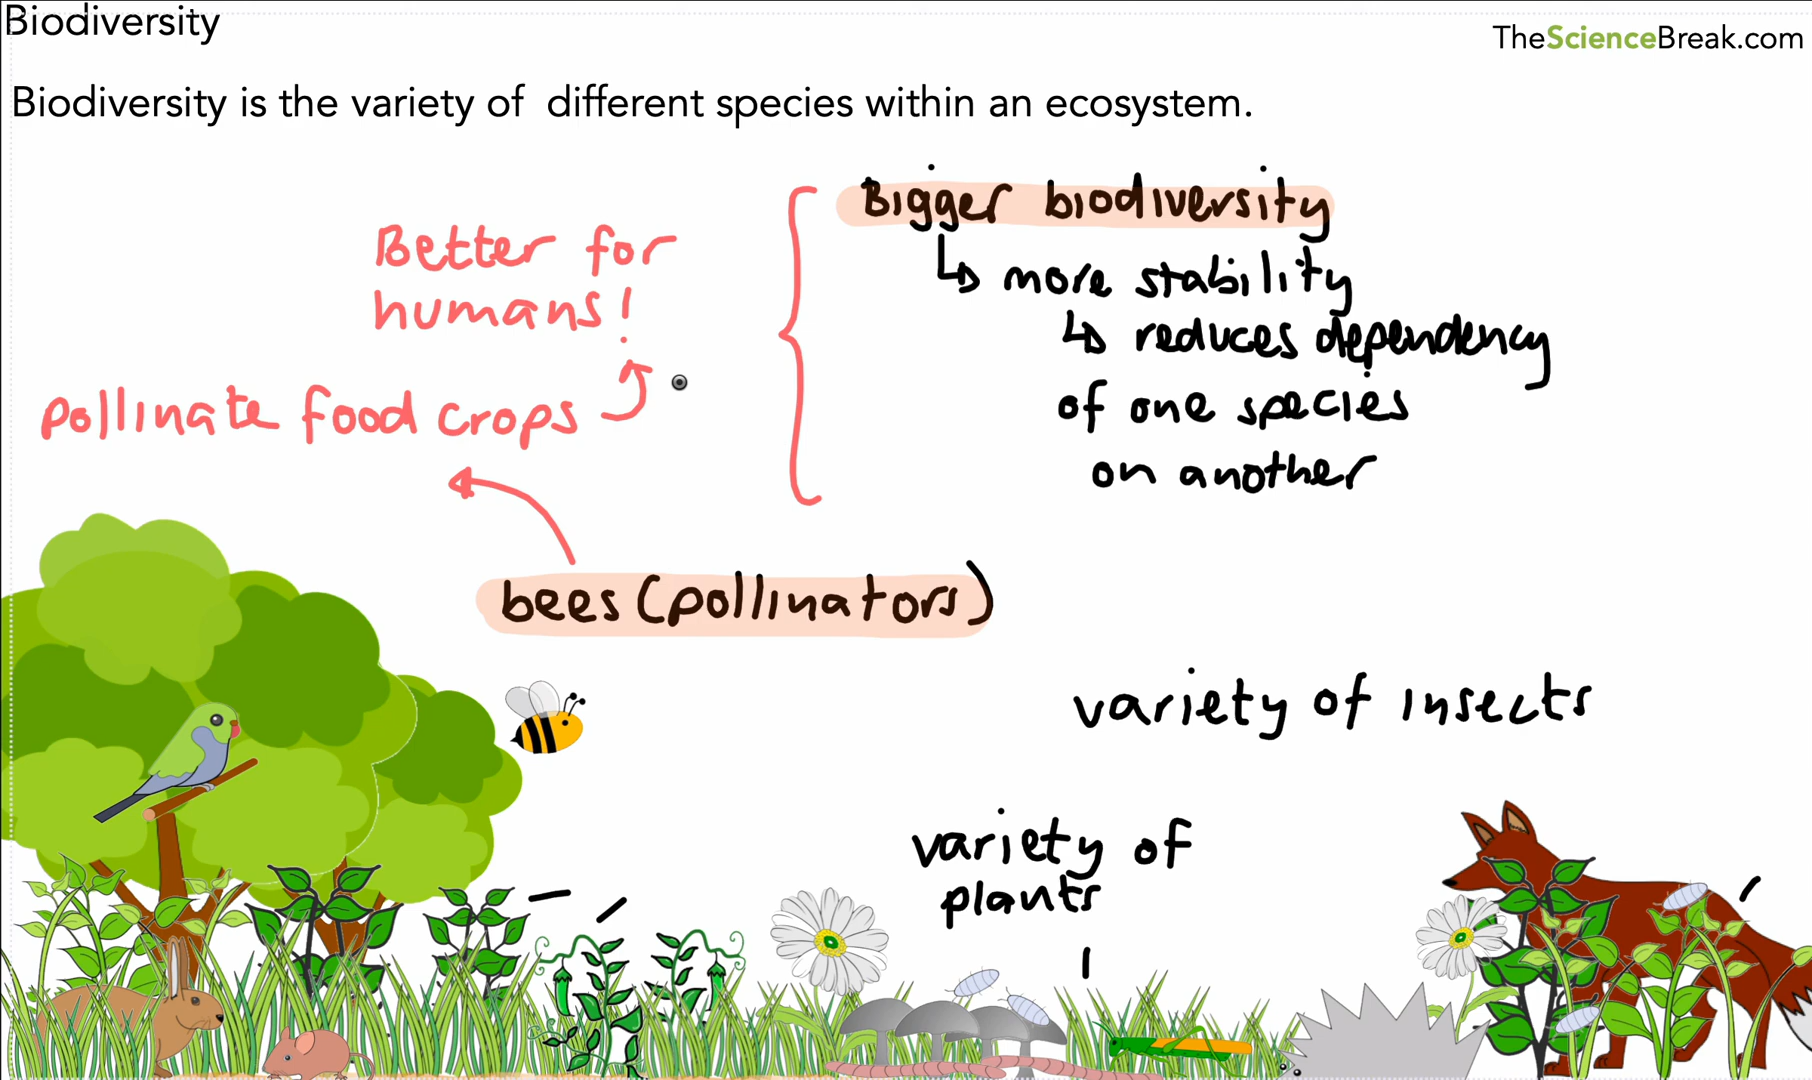 Biodiversity
TheScienceBreak.com
Biodiversity is the variety of different species within an ecosystem.
Bigger biodiversity
↳ more stability
↳ reduces dependency
of one species
on another
Better for
humans!
pollinate food crops
bees (pollinators)
variety of insects
variety of
plants